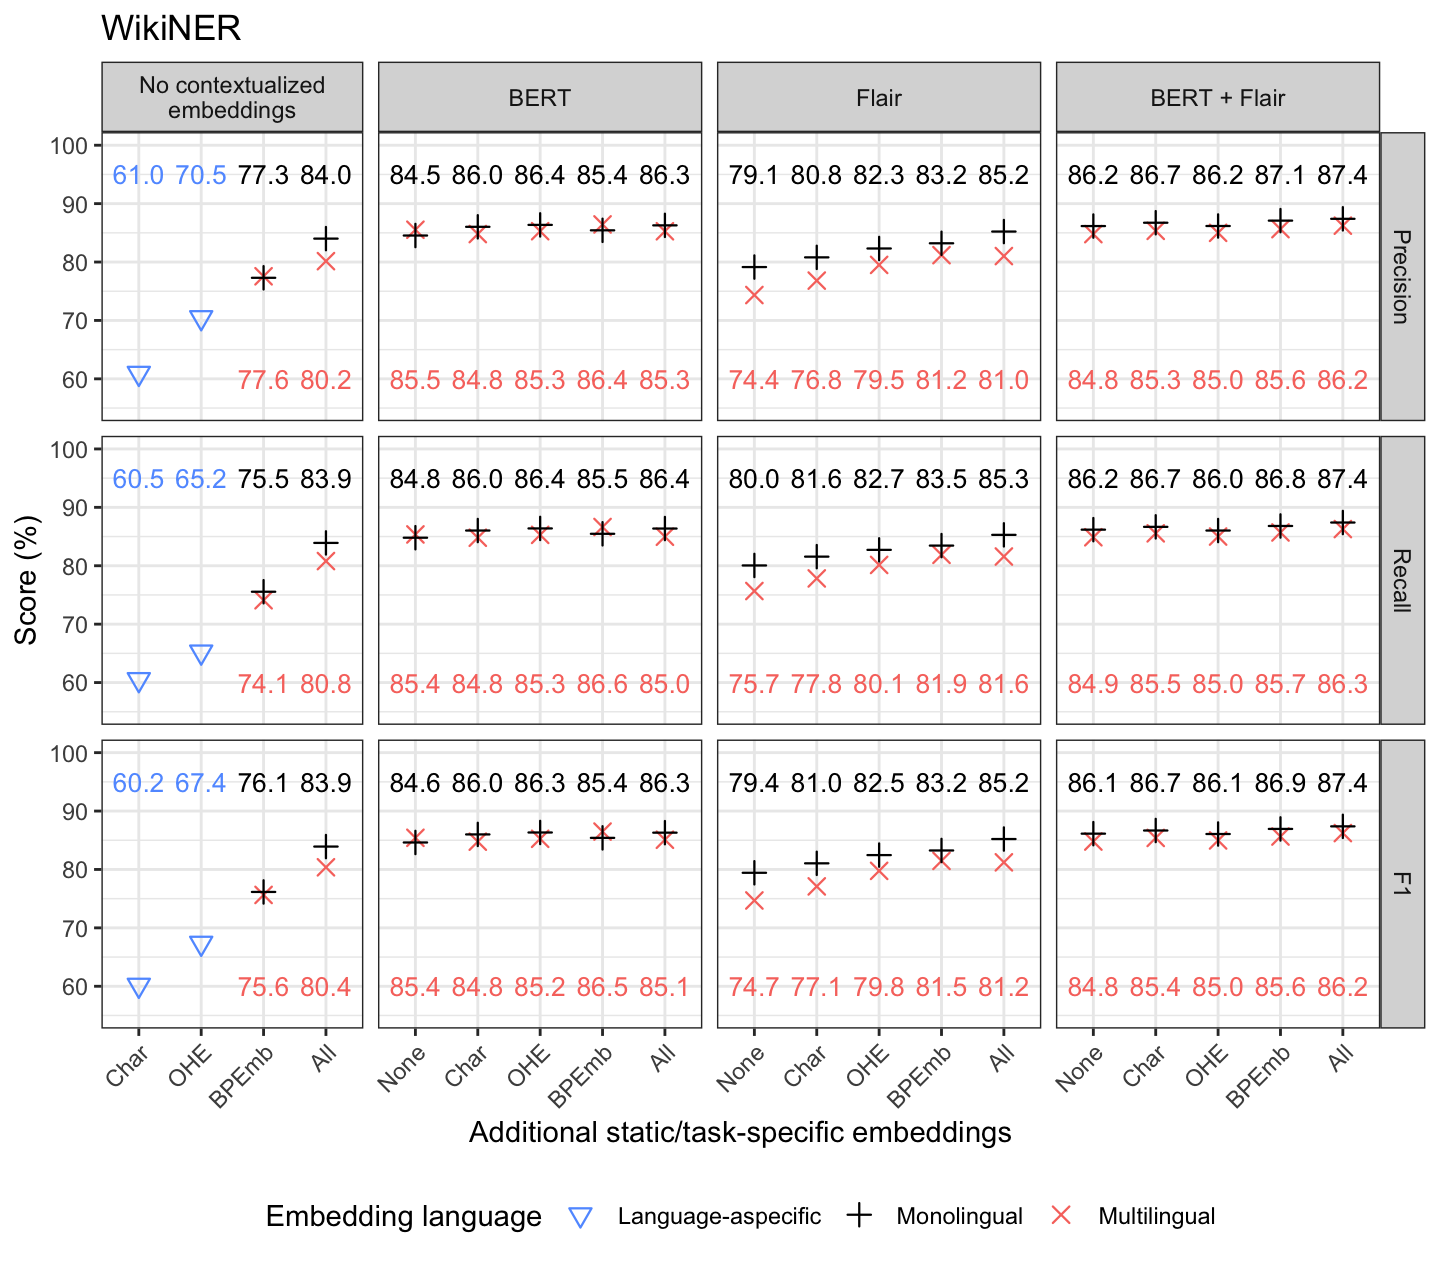 WikiNER
No contextualized
embeddings
BERT
Flair
BERT + Flair
100
90
80
70
60
61.0 70.5 77.3 84.0
77.6 80.2
84.5 86.0 86.4 85.4 86.3
85.5 84.8 85.3 86.4 85.3
79.1 80.8 82.3 83.2 85.2
74.4 76.8 79.5 81.2 81.0
86.2 86.7 86.2 87.1 87.4
84.8 85.3 85.0 85.6 86.2
Precision
Score (%)
100
90
80
70
60
60.5 65.2 75.5 83.9
74.1 80.8
84.8 86.0 86.4 85.5 86.4
85.4 84.8 85.3 86.6 85.0
80.0 81.6 82.7 83.5 85.3
75.7 77.8 80.1 81.9 81.6
86.2 86.7 86.0 86.8 87.4
84.9 85.5 85.0 85.7 86.3
Recall
100
90
80
70
60
60.2 67.4 76.1 83.9
75.6 80.4
84.6 86.0 86.3 85.4 86.3
85.4 84.8 85.2 86.5 85.1
79.4 81.0 82.5 83.2 85.2
74.7 77.1 79.8 81.5 81.2
86.1 86.7 86.1 86.9 87.4
84.8 85.4 85.0 85.6 86.2
F1
Char OHE BPEmb All
None Char OHE BPEmb All
None Char OHE BPEmb All
None Char OHE BPEmb All
Additional static/task-specific embeddings
Embedding language Language-aspecific Monolingual Multilingual